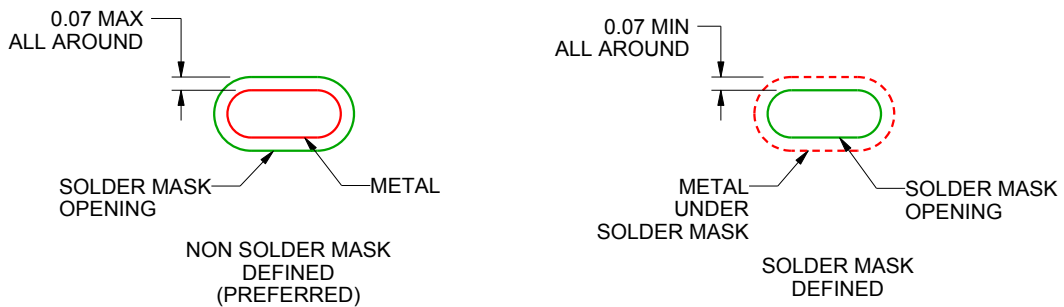 0.07 MAX
ALL AROUND
SOLDER MASK
OPENING
METAL
NON SOLDER MASK
DEFINED
(PREFERRED)
0.07 MIN
ALL AROUND
METAL
UNDER
SOLDER MASK
SOLDER MASK
OPENING
SOLDER MASK
DEFINED